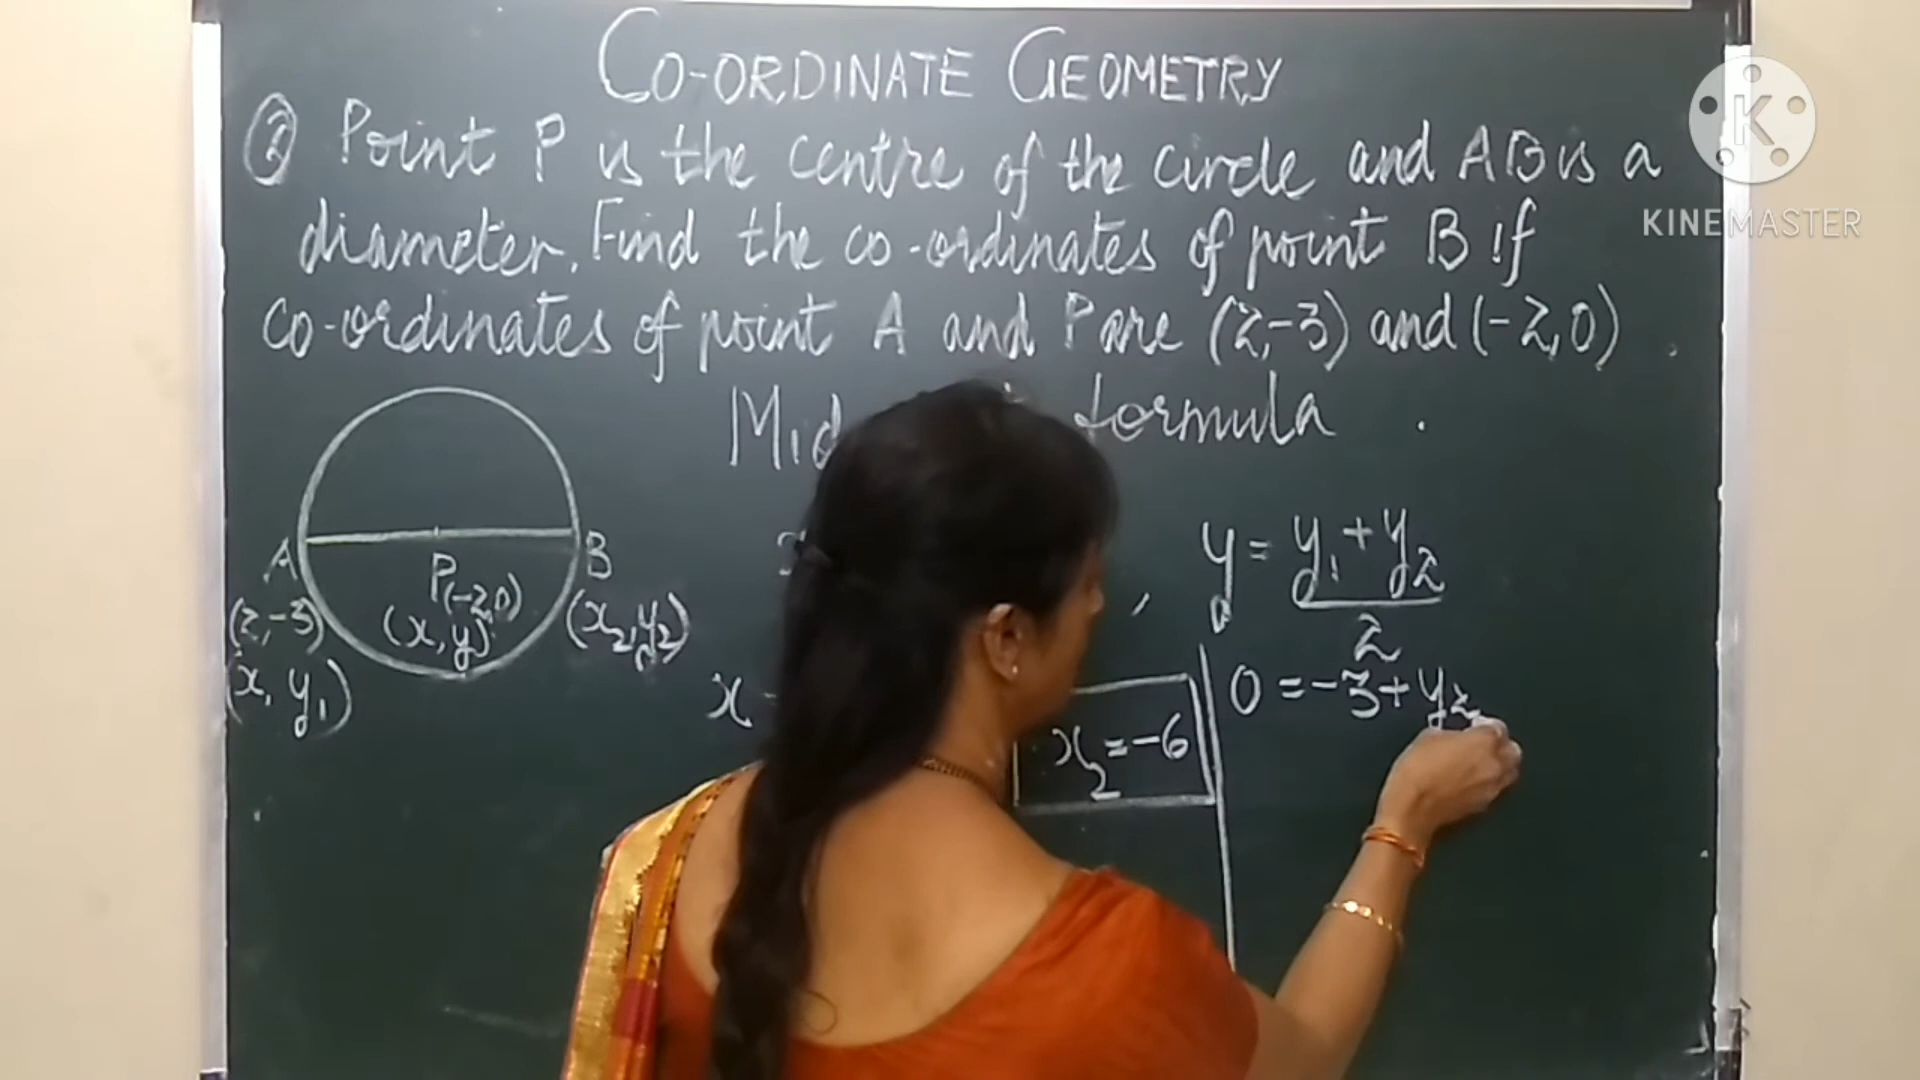 CO-ORDINATE GEOMETRY
Point P is the centre of the circle and AB is a
diameter. Find the co-ordinates of point B if
co-ordinates of point A and P are (2,-3) and (-2,0)
Mid formula
A
B
P(-2,0)
(2,-3)
(x, y)
(x2, y2)
(x, y1)
y = y1 + y2
2
x
x2 = -6
0 = -3 + y2
K
KINEMASTER